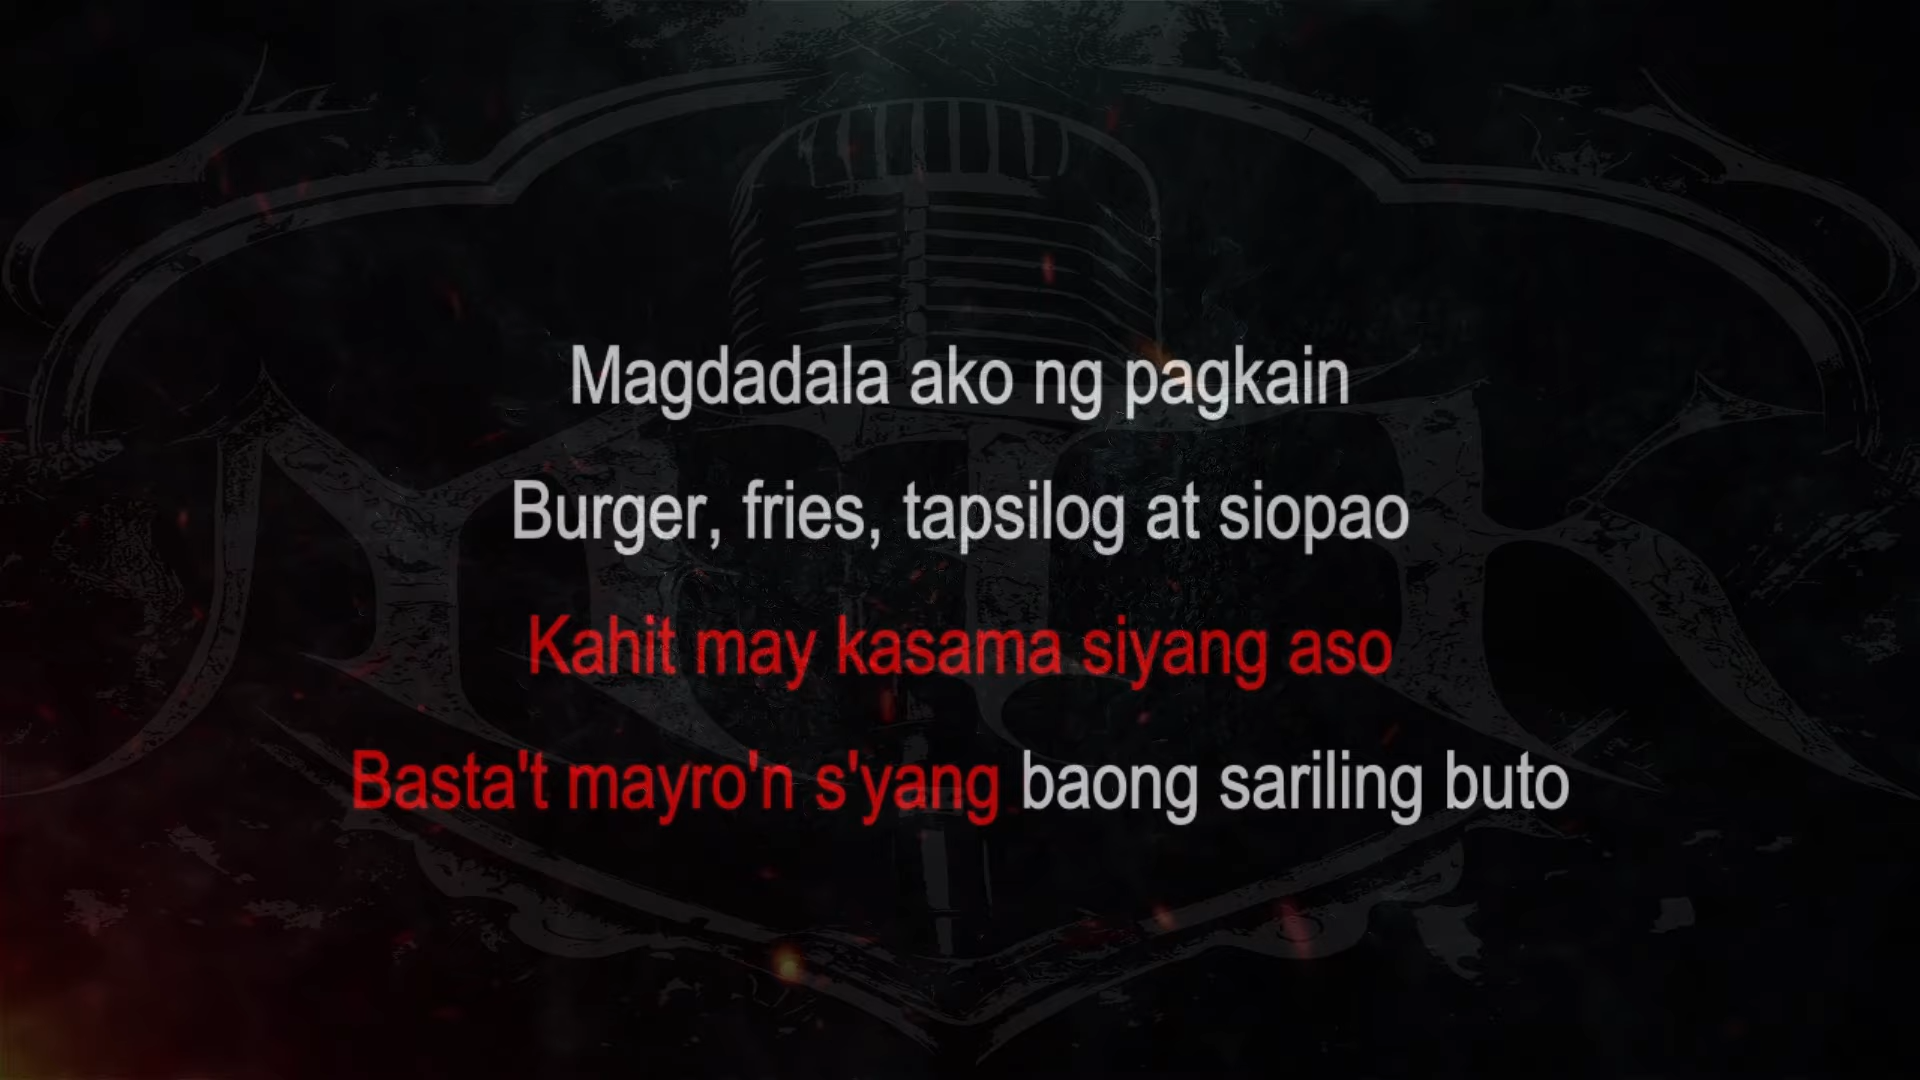 Magdadala ako ng pagkain
Burger, fries, tapsilog at siopao
Kahit may kasama siyang aso
Basta't mayro'n s'yang baong sariling buto
MTK